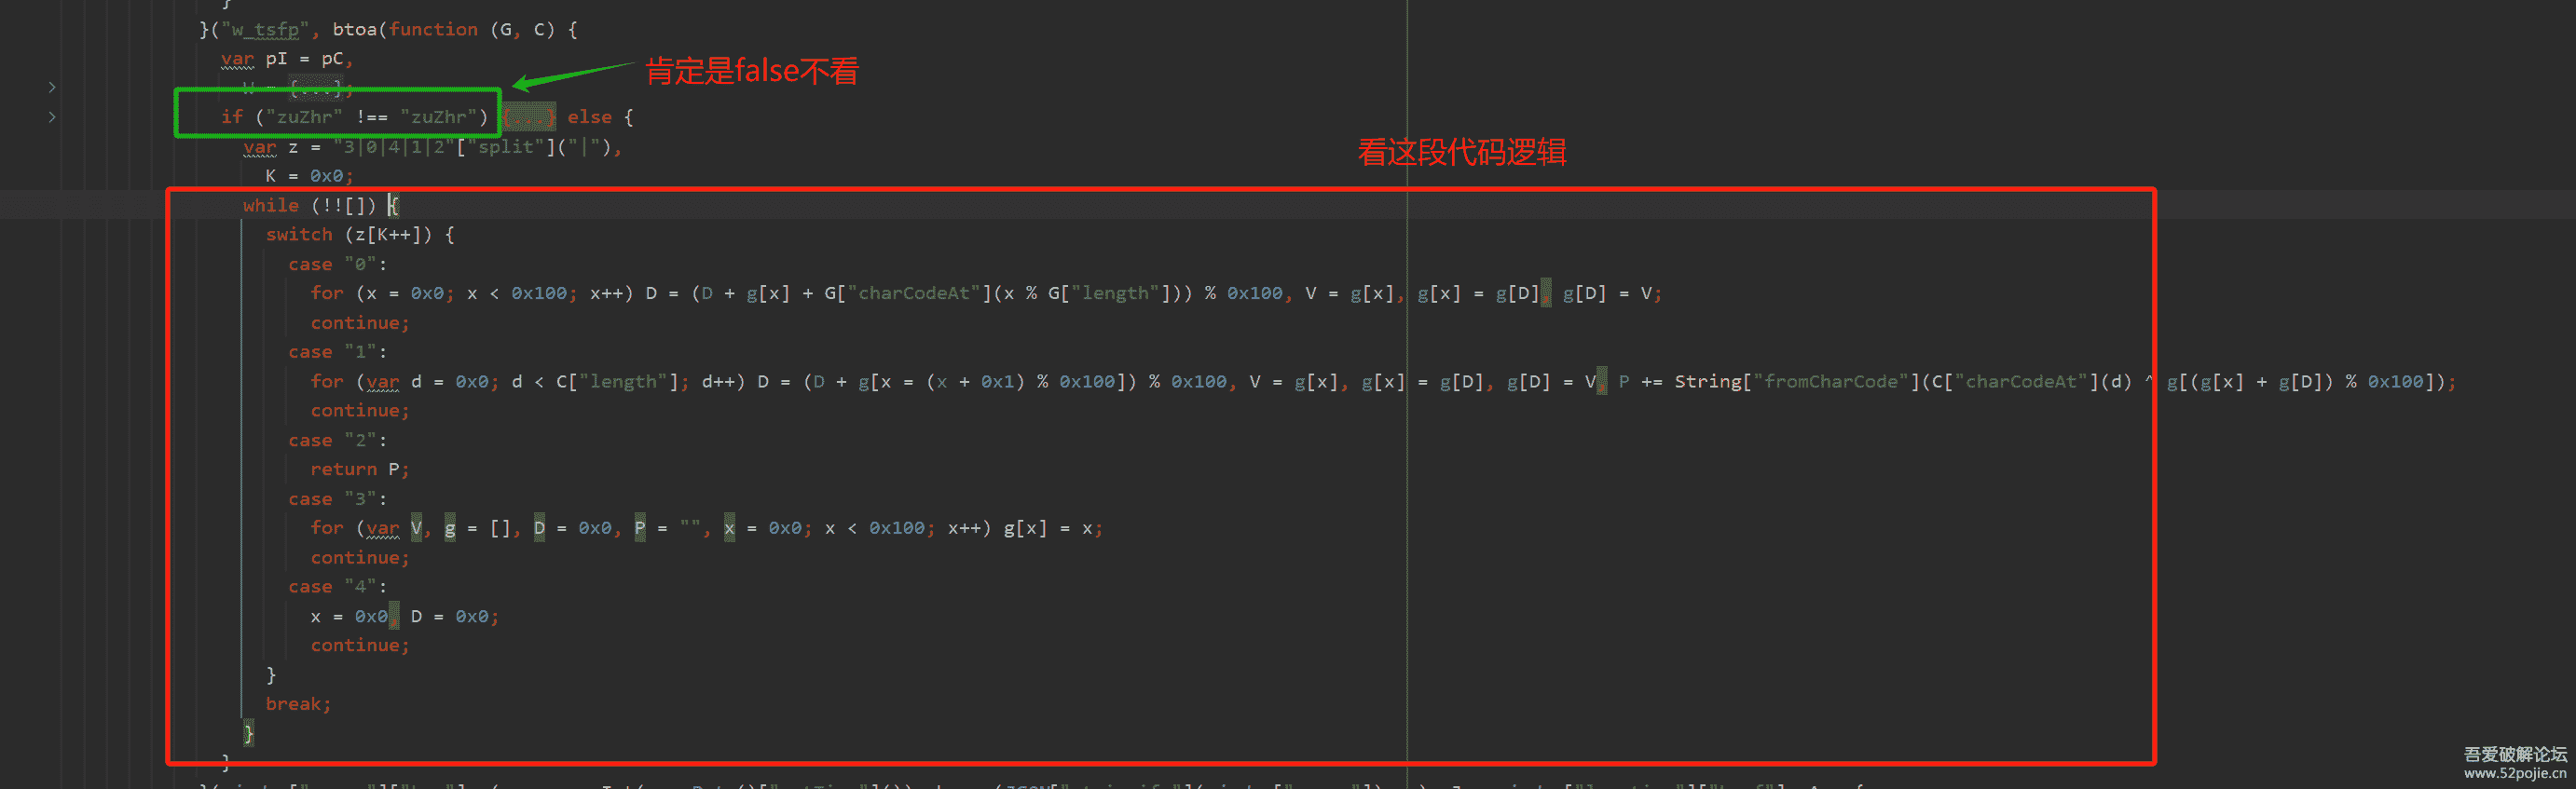 }
}("w_tsfp", btoa(function (G, C) {
var pI = pC,
W = {...};
肯定是false不看
if ("zuZhr" !== "zuZhr") {...} else {
var z = "3|0|4|1|2"["split"]("|"),
看这段代码逻辑
K = 0x0;
while (!![]) {
switch (z[K++]) {
case "0":
for (x = 0x0; x < 0x100; x++) D = (D + g[x] + G["charCodeAt"](x % G["length"])) % 0x100, V = g[x], g[x] = g[D], g[D] = V;
continue;
case "1":
for (var d = 0x0; d < C["length"]; d++) D = (D + g[x = (x + 0x1) % 0x100]) % 0x100, V = g[x], g[x] = g[D], g[D] = V, P += String["fromCharCode"](C["charCodeAt"](d) ^ g[(g[x] + g[D]) % 0x100]);
continue;
case "2":
return P;
case "3":
for (var V, g = [], D = 0x0, P = "", x = 0x0; x < 0x100; x++) g[x] = x;
continue;
case "4":
x = 0x0, D = 0x0;
continue;
}
break;
}
}
吾爱破解论坛
www.52pojie.cn